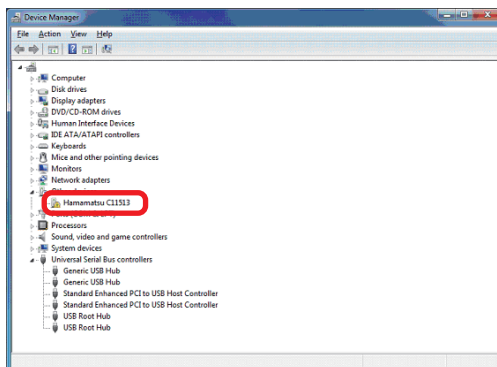 Device Manager
File Action View Help
Computer
Disk drives
Display adapters
DVD/CD-ROM drives
Human Interface Devices
IDE ATA/ATAPI controllers
Keyboards
Mice and other pointing devices
Monitors
Network adapters
Hamamatsu C11513
Processors
Sound, video and game controllers
System devices
Universal Serial Bus controllers
Generic USB Hub
Generic USB Hub
Standard Enhanced PCI to USB Host Controller
Standard Enhanced PCI to USB Host Controller
USB Root Hub
USB Root Hub